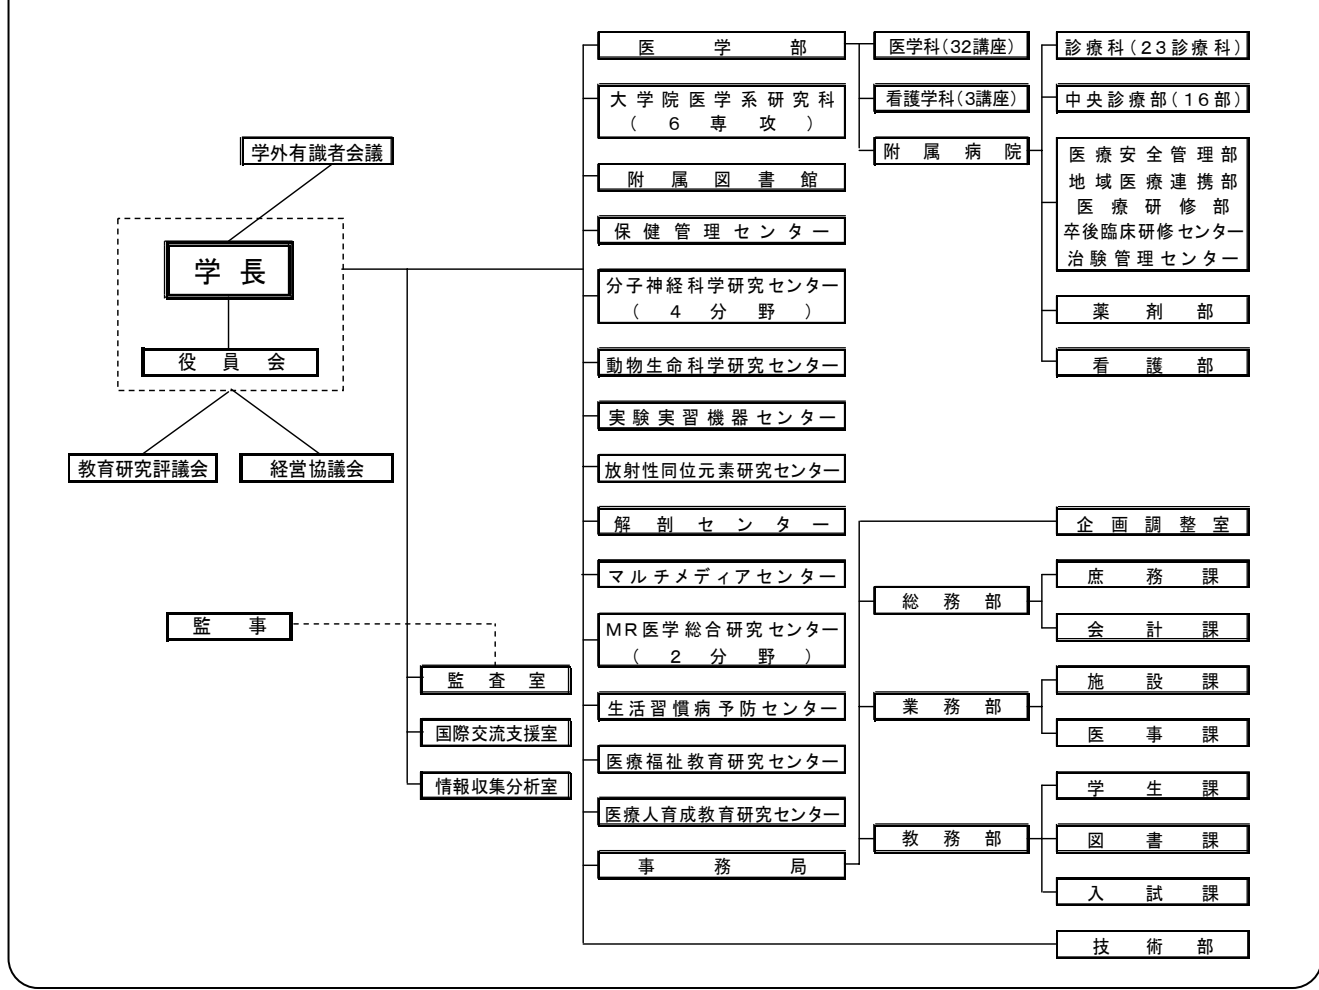 学外有識者会議
学長
役員会
教育研究評議会
経営協議会
監事
監査室
国際交流支援室
情報収集分析室
医学部
大学院医学系研究科
(6専攻)
附属図書館
保健管理センター
分子神経科学研究センター
(4分野)
動物生命科学研究センター
実験実習機器センター
放射性同位元素研究センター
解剖センター
マルチメディアセンター
MR医学総合研究センター
(2分野)
生活習慣病予防センター
医療福祉教育研究センター
医療人育成教育研究センター
事務局
医学科(32講座)
看護学科(3講座)
附属病院
診療科(23診療科)
中央診療部(16部)
医療安全管理部
地域医療連携部
医療研修部
卒後臨床研修センター
治験管理センター
薬剤部
看護部
企画調整室
総務部
庶務課
会計課
業務部
施設課
医事課
教務部
学生課
図書課
入試課
技術部